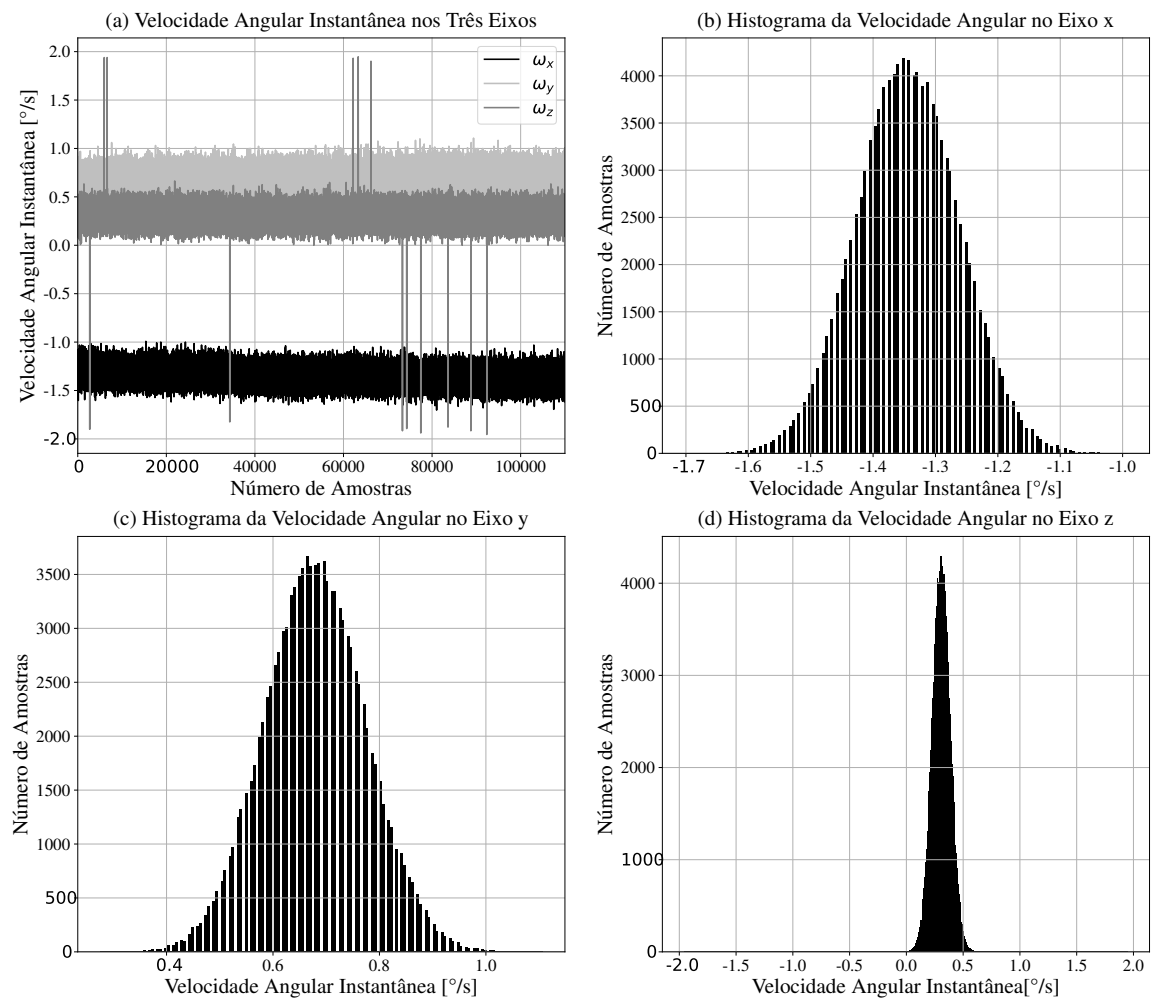 (a) Velocidade Angular Instantânea nos Três Eixos
Velocidade Angular Instantânea [°/s]
2.0
1.5
1.0
0.5
0.0
-0.5
-1.0
-1.5
-2.0
ωx
ωy
ωz
0 20000 40000 60000 80000 100000
Número de Amostras
(b) Histograma da Velocidade Angular no Eixo x
Número de Amostras
4000
3500
3000
2500
2000
1500
1000
500
0
-1.7 -1.6 -1.5 -1.4 -1.3 -1.2 -1.1 -1.0
Velocidade Angular Instantânea [°/s]
(c) Histograma da Velocidade Angular no Eixo y
Número de Amostras
3500
3000
2500
2000
1500
1000
500
0
0.4 0.6 0.8 1.0
Velocidade Angular Instantânea [°/s]
(d) Histograma da Velocidade Angular no Eixo z
Número de Amostras
4000
3000
2000
1000
0
-2.0 -1.5 -1.0 -0.5 0.0 0.5 1.0 1.5 2.0
Velocidade Angular Instantânea[°/s]